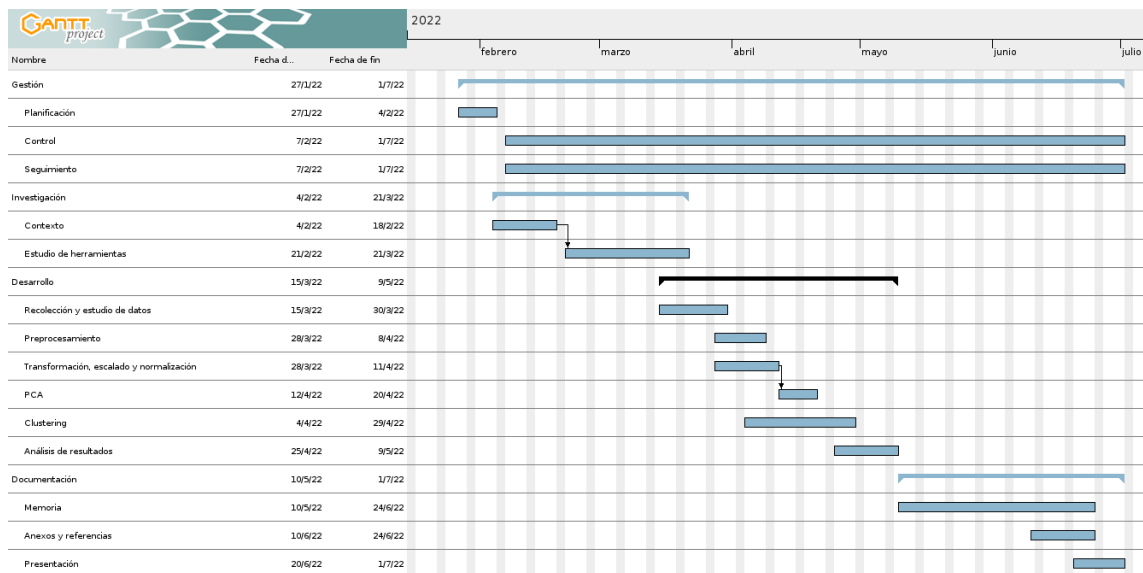 GANTT project
2022
febrero marzo abril mayo junio julio
Nombre Fecha d... Fecha de fin
Gestión 27/1/22 1/7/22
Planificación 27/1/22 4/2/22
Control 7/2/22 1/7/22
Seguimiento 7/2/22 1/7/22
Investigación 4/2/22 21/3/22
Contexto 4/2/22 18/2/22
Estudio de herramientas 21/2/22 21/3/22
Desarrollo 15/3/22 9/5/22
Recolección y estudio de datos 15/3/22 30/3/22
Preprocesamiento 28/3/22 8/4/22
Transformación, escalado y normalización 28/3/22 11/4/22
PCA 12/4/22 20/4/22
Clustering 4/4/22 29/4/22
Análisis de resultados 25/4/22 9/5/22
Documentación 10/5/22 1/7/22
Memoria 10/5/22 24/6/22
Anexos y referencias 10/6/22 24/6/22
Presentación 20/6/22 1/7/22